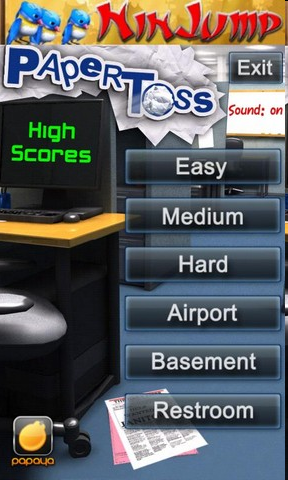 NinJump
PAPER TOSS
Exit
Sound: on
High
Scores
Easy
Medium
Hard
Airport
Basement
Restroom
papaya